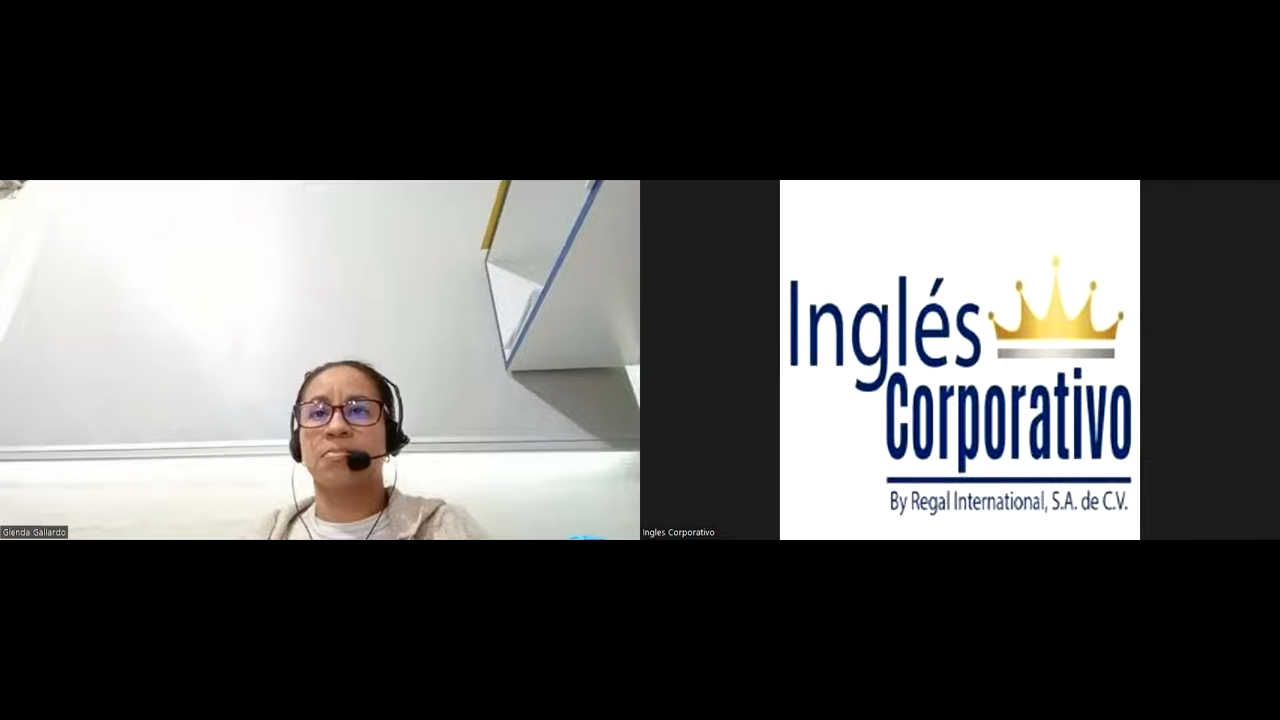 Inglés
Corporativo
By Regal International, S.A. de C.V.
Glenda Gallardo
Ingles Corporativo